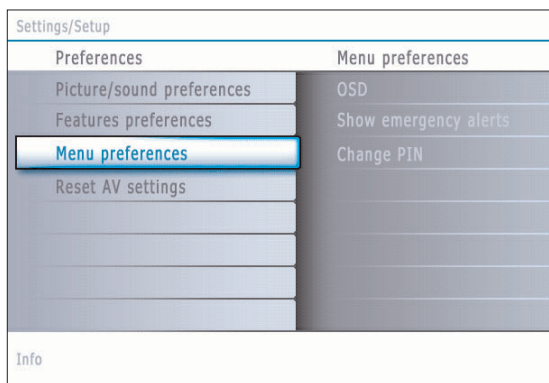 Settings/Setup
Preferences
Menu preferences
Picture/sound preferences
OSD
Features preferences
Show emergency alerts
Menu preferences
Change PIN
Reset AV settings
Info